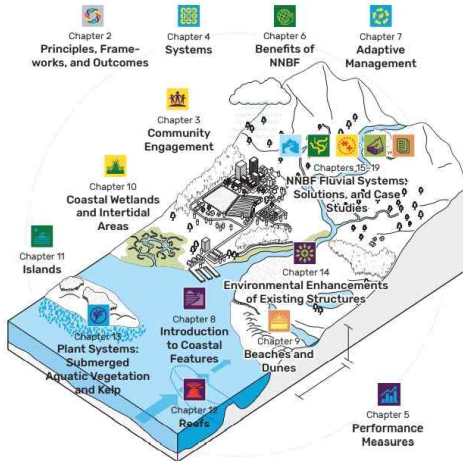 Chapter 2
Principles, Frame-
works, and Outcomes
Chapter 4
Systems
Chapter 6
Benefits of
NNBF
Chapter 7
Adaptive
Management
Chapter 3
Community
Engagement
Chapters 15-19
NNBF Fluvial Systems:
Solutions, and Case
Studies
Chapter 10
Coastal Wetlands
and Intertidal
Areas
Chapter 11
Islands
Chapter 14
Environmental Enhancements
of Existing Structures
Chapter 13
Plant Systems:
Submerged
Aquatic Vegetation
and Kelp
Chapter 8
Introduction
to Coastal
Features
Chapter 9
Beaches and
Dunes
Chapter 12
Reefs
Chapter 5
Performance
Measures